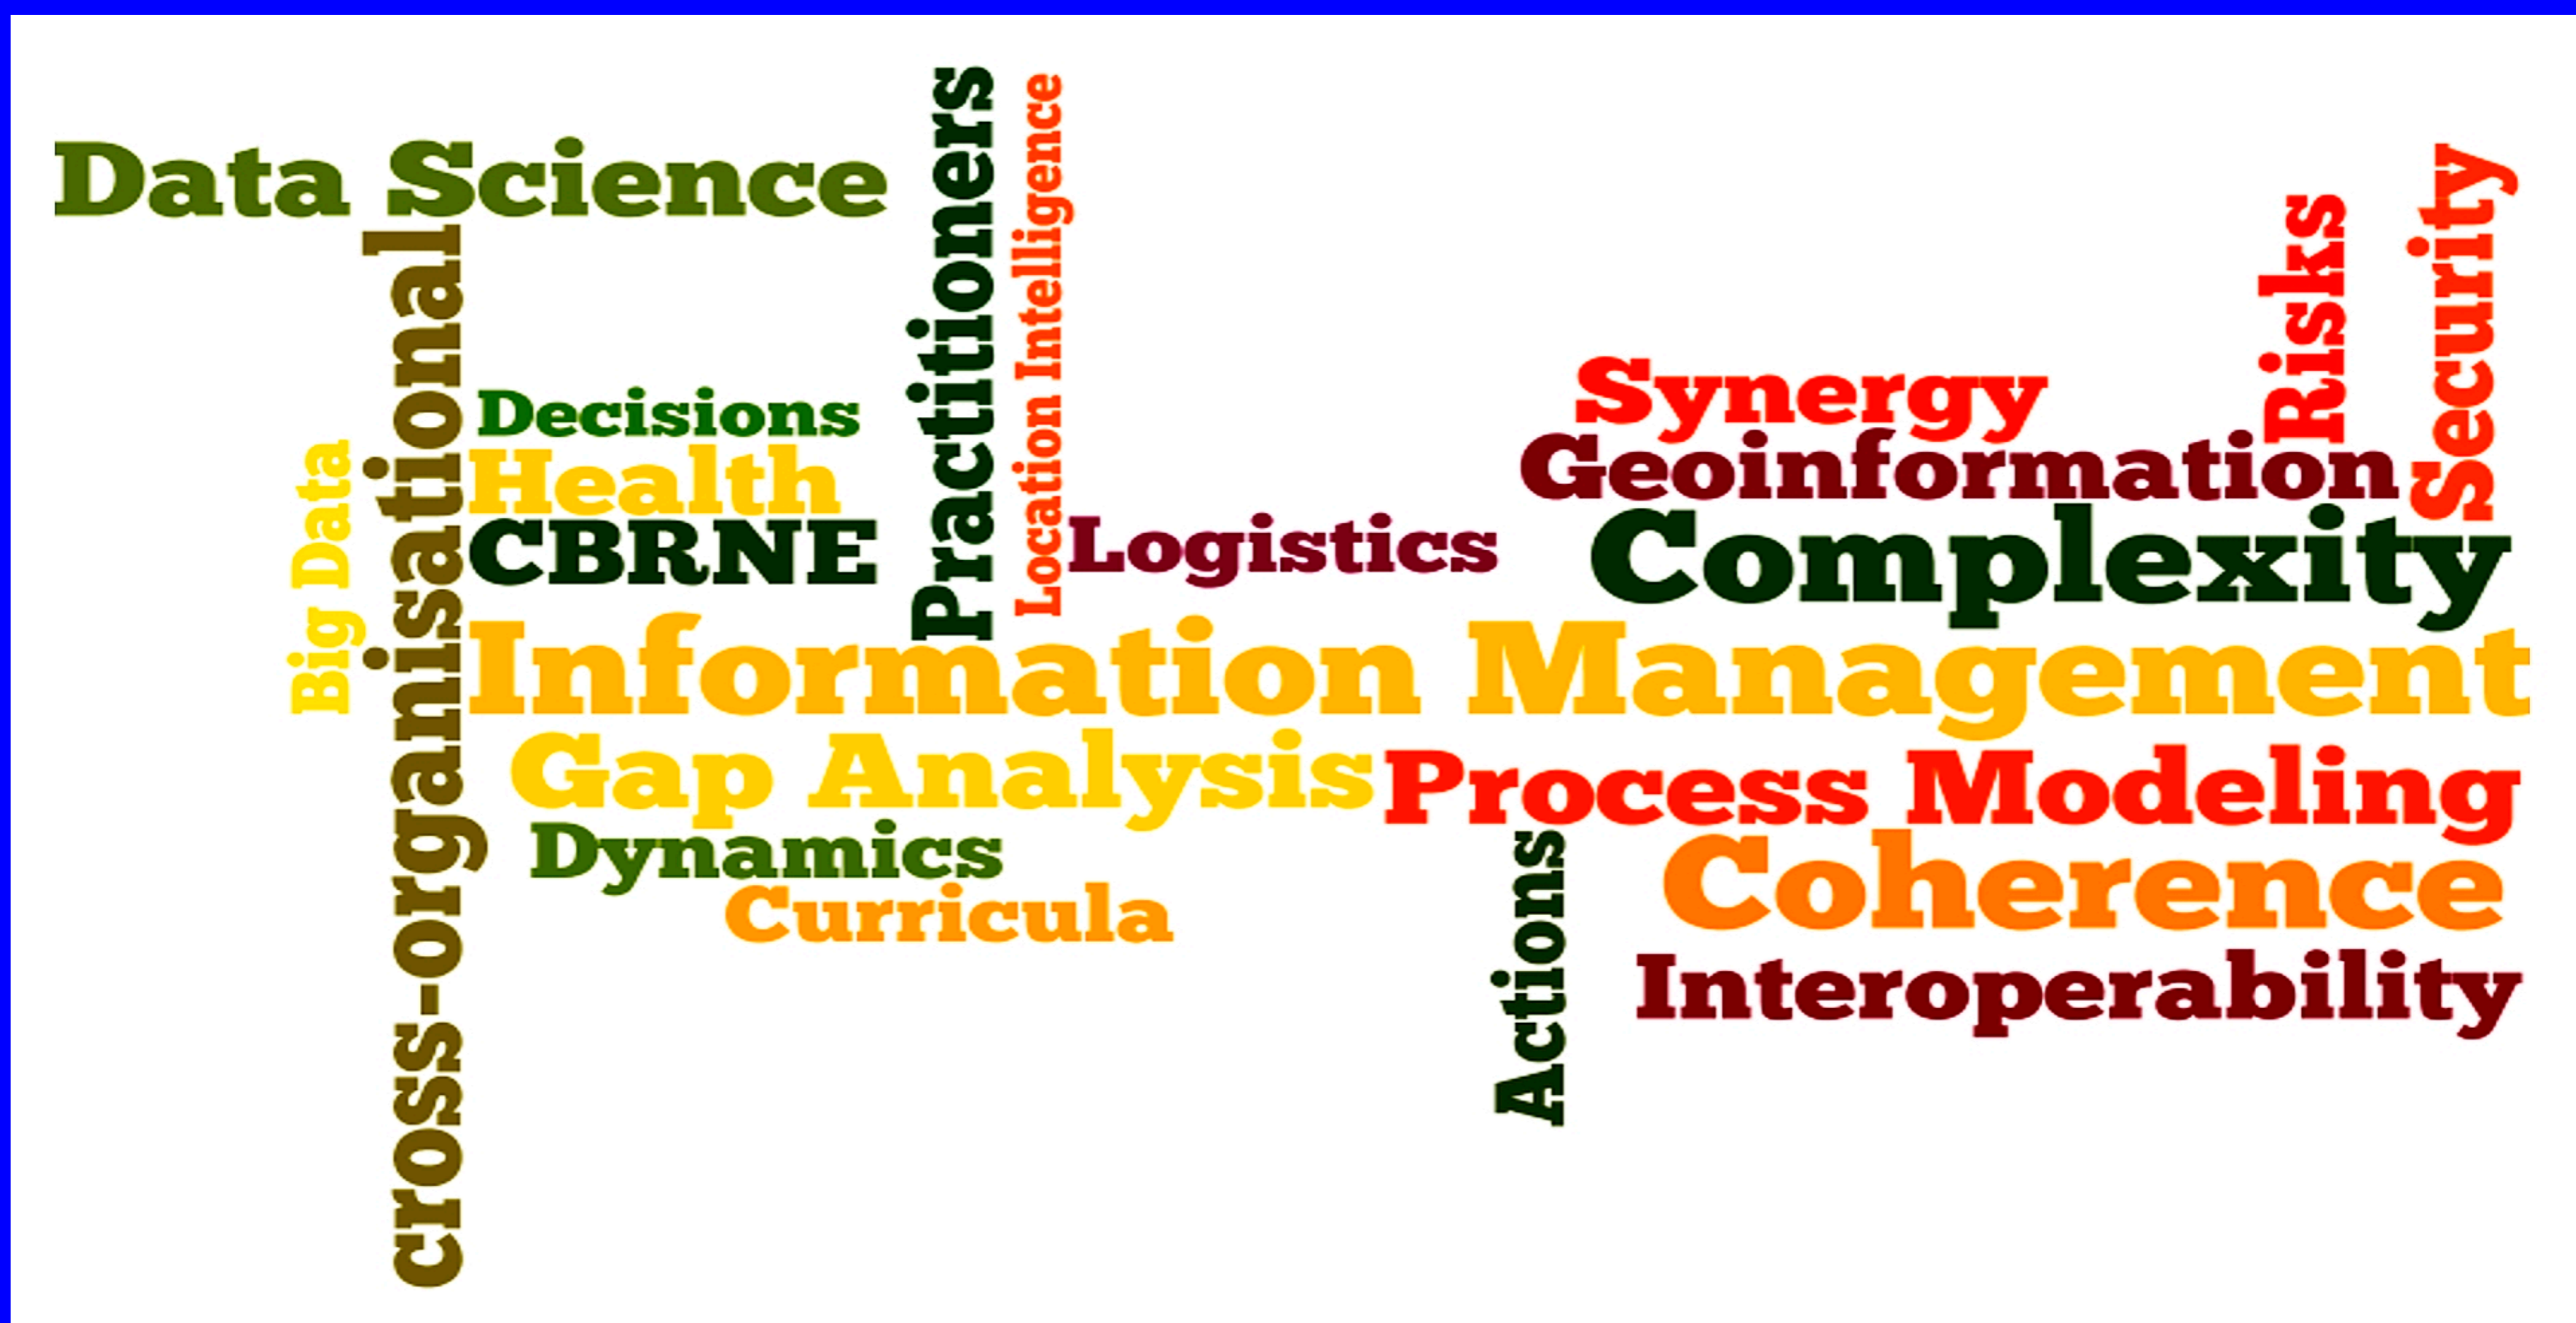 Data Science
cross-organisational
Big Data
Decisions
Health
CBRNE
Practitioners
Location Intelligence
Logistics
Synergy
Risks
Security
Geoinformation
Complexity
Information Management
Gap Analysis
Process Modeling
Dynamics
Curricula
Actions
Coherence
Interoperability